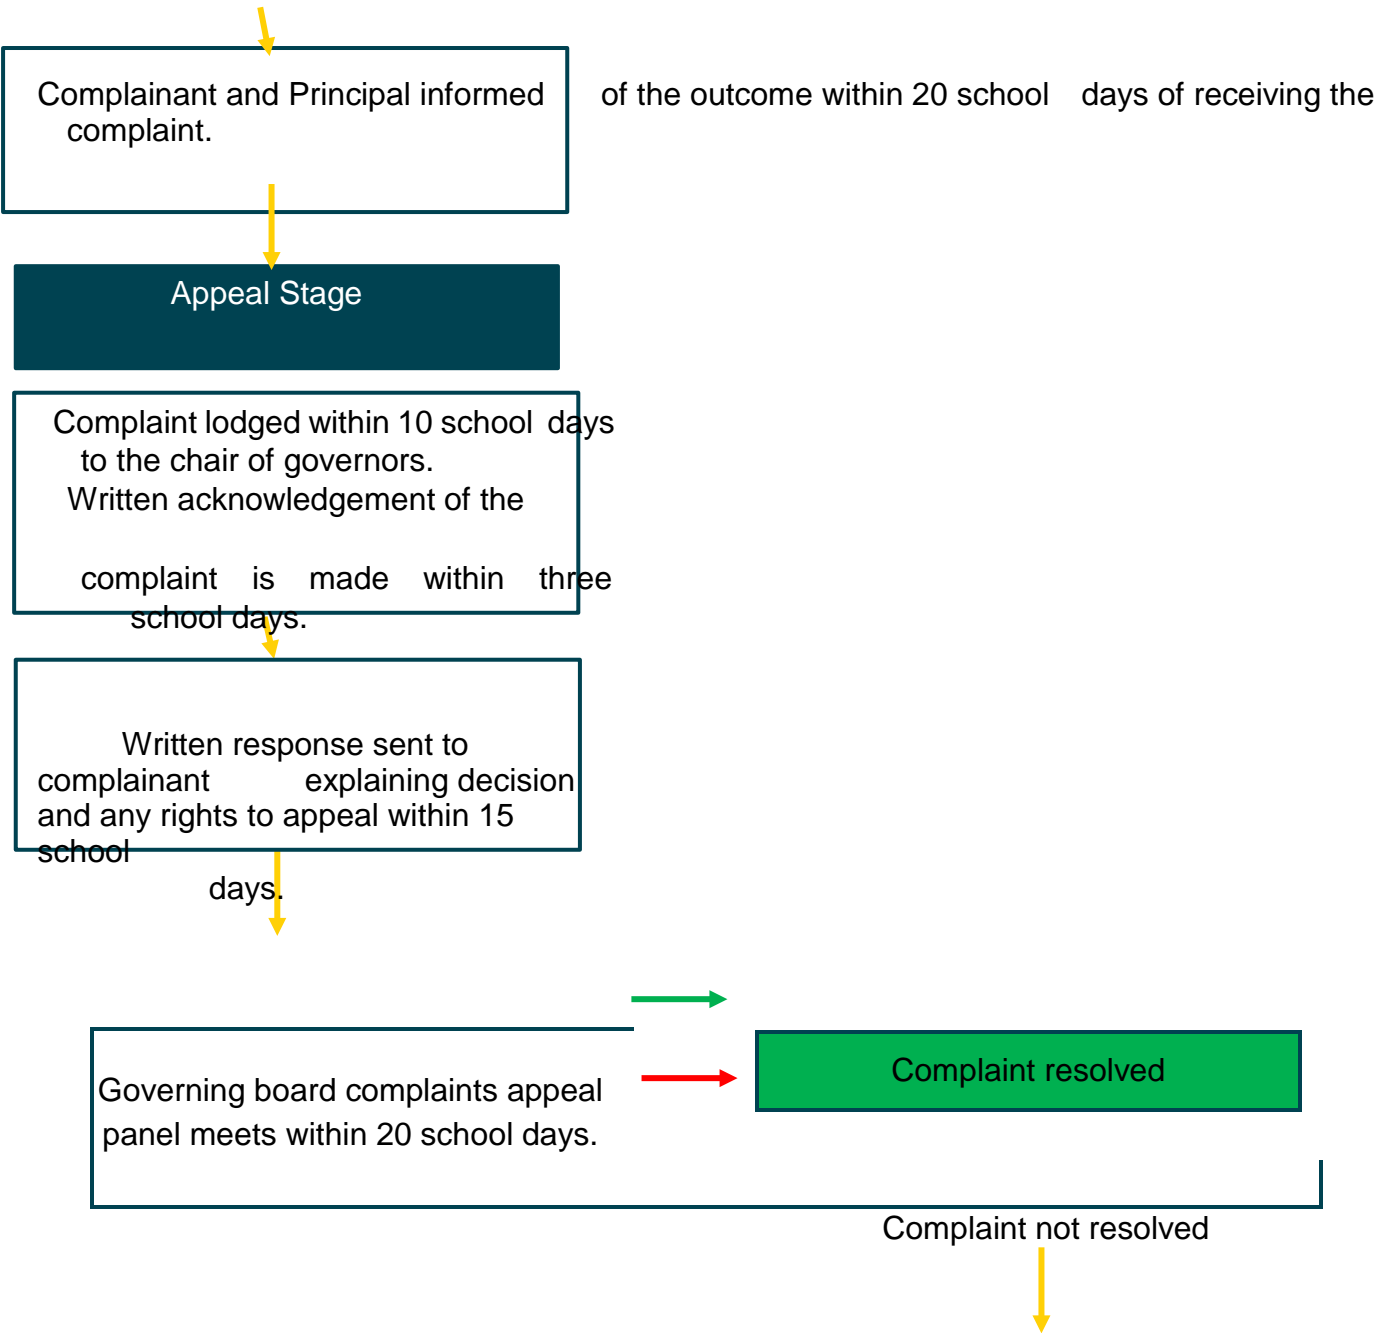 Complainant and Principal informed of the outcome within 20 school days of receiving the
complaint.
Appeal Stage
Complaint lodged within 10 school days
to the chair of governors.
Written acknowledgement of the
complaint is made within three
school days.
Written response sent to
complainant explaining decision
and any rights to appeal within 15
school
days.
Governing board complaints appeal
panel meets within 20 school days.
Complaint resolved
Complaint not resolved